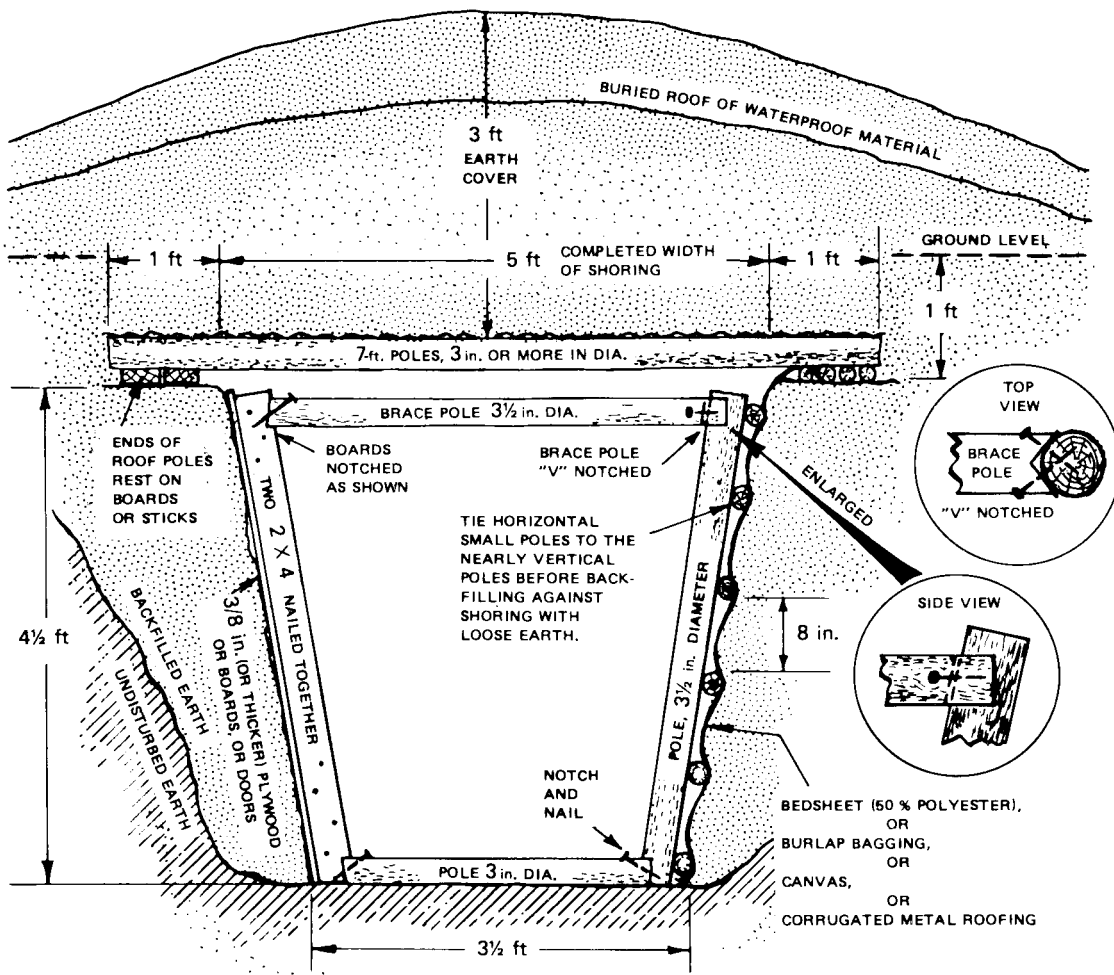 BURIED ROOF OF WATERPROOF MATERIAL
3 ft
EARTH
COVER
GROUND LEVEL
1 ft
5 ft
COMPLETED WIDTH
OF SHORING
1 ft
1 ft
7-ft. POLES, 3 in. OR MORE IN DIA.
BRACE POLE 3½ in. DIA.
ENDS OF
ROOF POLES
REST ON
BOARDS
OR STICKS
BOARDS
NOTCHED
AS SHOWN
BRACE POLE
"V" NOTCHED
ENLARGED
TOP
VIEW
BRACE
POLE
"V" NOTCHED
TWO 2 X 4 NAILED TOGETHER
TIE HORIZONTAL
SMALL POLES TO THE
NEARLY VERTICAL
POLES BEFORE BACK-
FILLING AGAINST
SHORING WITH
LOOSE EARTH.
POLE, 3½ in. DIAMETER
8 in.
SIDE VIEW
4½ ft
BACKFILLED EARTH
UNDISTURBED EARTH
3/8 in. (OR THICKER) PLYWOOD
OR BOARDS, OR DOORS
NOTCH
AND
NAIL
POLE 3 in. DIA.
BEDSHEET (50 % POLYESTER),
OR
BURLAP BAGGING,
OR
CANVAS,
OR
CORRUGATED METAL ROOFING
3½ ft